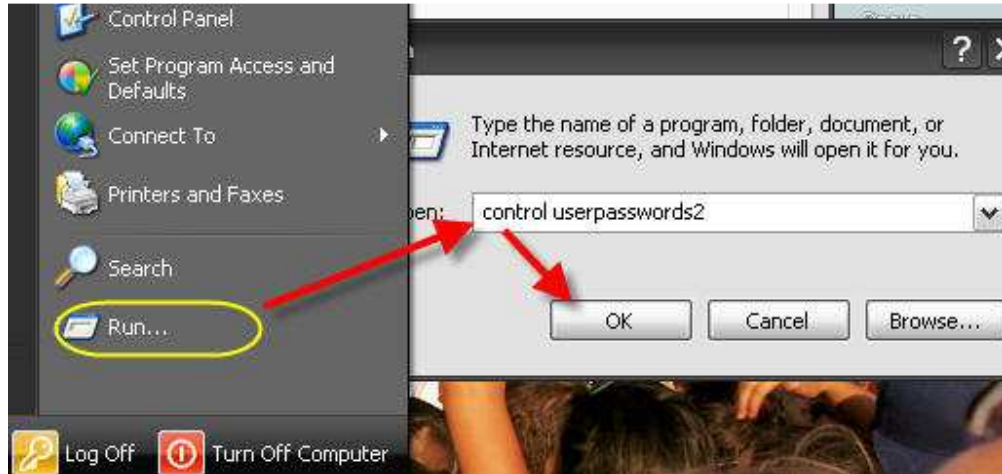 Control Panel
Set Program Access and
Defaults
Connect To
Printers and Faxes
Search
Run...
Log Off
Turn Off Computer
?
Type the name of a program, folder, document, or
Internet resource, and Windows will open it for you.
control userpasswords2
OK
Cancel
Browse...